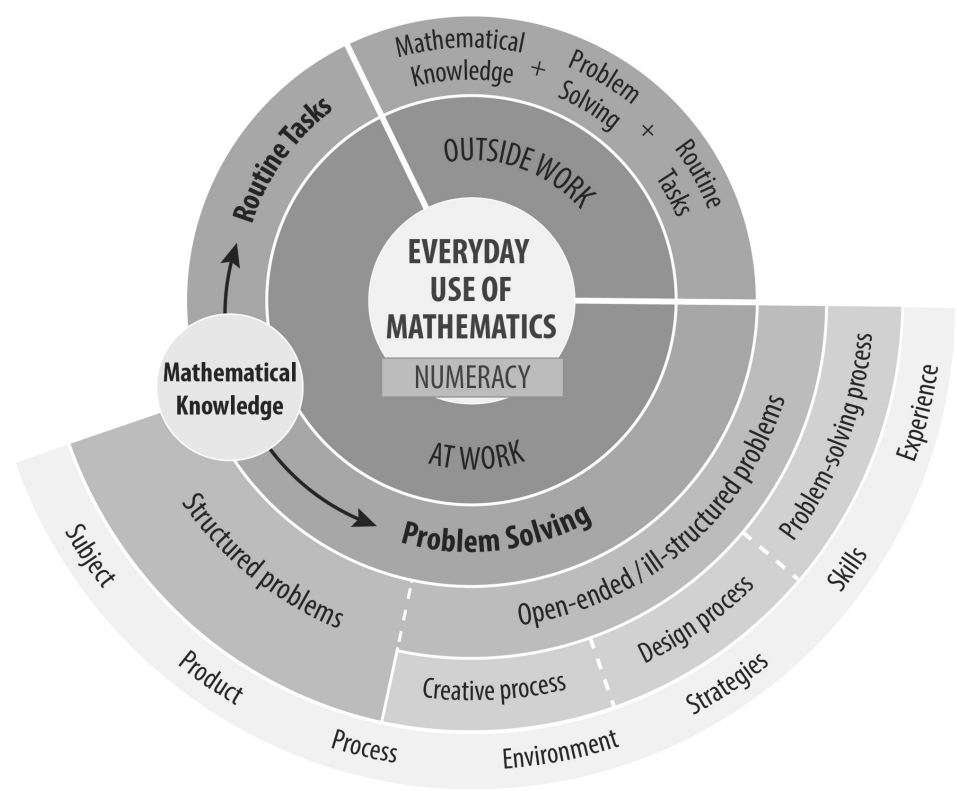 Mathematical
Knowledge
+
Problem
Solving
+
Routine
Tasks
OUTSIDE WORK
Routine Tasks
EVERYDAY
USE OF
MATHEMATICS
NUMERACY
Mathematical
Knowledge
AT WORK
Problem Solving
Structured problems
Open-ended / ill-structured problems
Creative process
Design process
Problem-solving process
Subject
Product
Process
Environment
Strategies
Skills
Experience